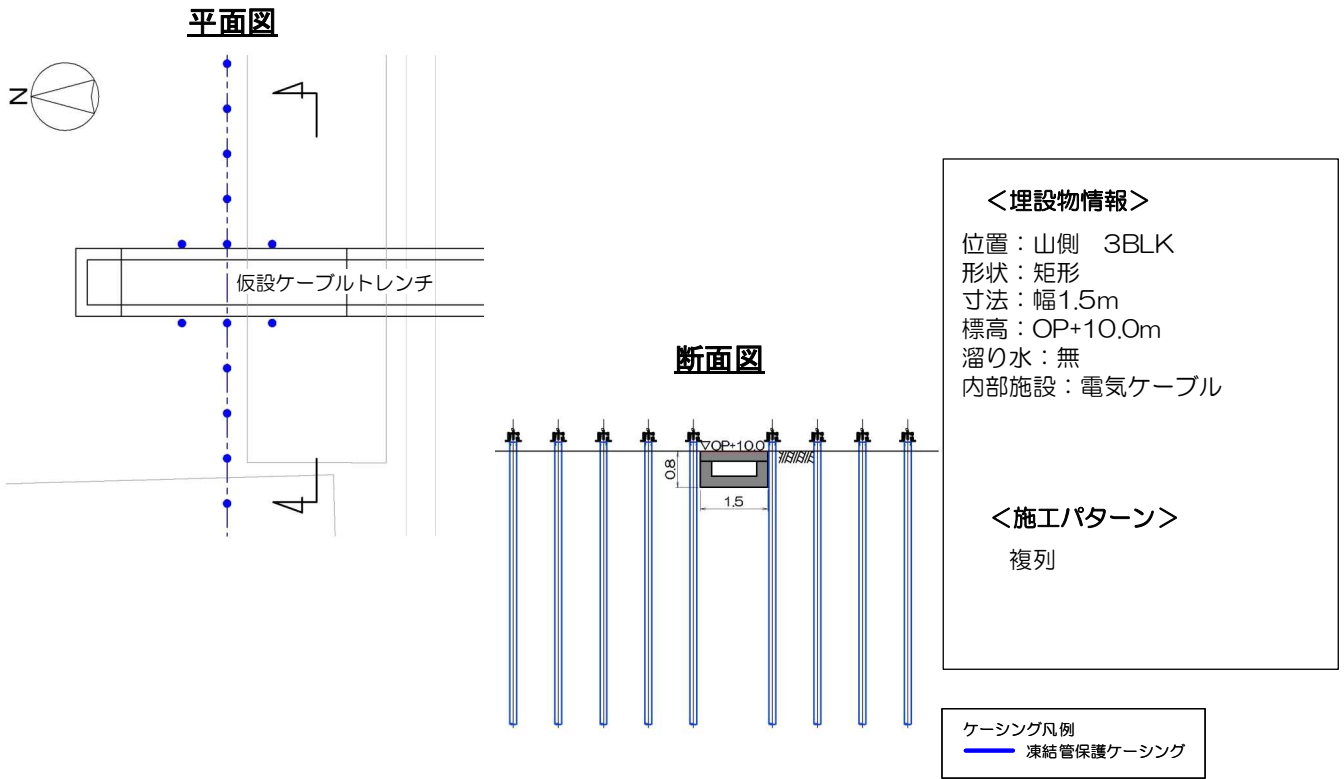 平面図
N
仮設ケーブルトレンチ
断面図
▽OP+10.0
0.8
1.5
＜埋設物情報＞
位置：山側　3BLK
形状：矩形
寸法：幅1.5m
標高：OP+10.0m
溜り水：無
内部施設：電気ケーブル
＜施工パターン＞
複列
ケーシング凡例
凍結管保護ケーシング